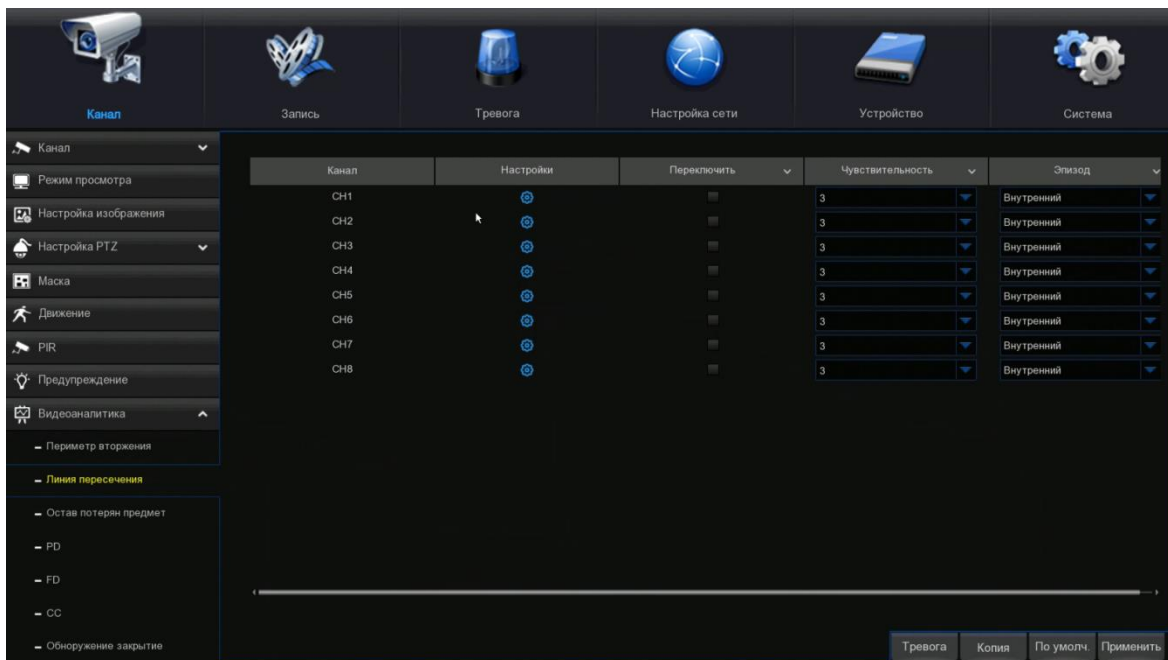 Канал Запись Тревога Настройка сети Устройство Система
Канал
Режим просмотра
Настройка изображения
Настройка PTZ
Маска
Движение
PIR
Предупреждение
Видеоаналитика
Периметр вторжения
Линия пересечения
Остав потерян предмет
PD
FD
CC
Обноружение закрытие
Канал Настройки Переключить Чувствительность Эпизод
CH1 3 Внутренний
CH2 3 Внутренний
CH3 3 Внутренний
CH4 3 Внутренний
CH5 3 Внутренний
CH6 3 Внутренний
CH7 3 Внутренний
CH8 3 Внутренний
Тревога Копия По умолч. Применить